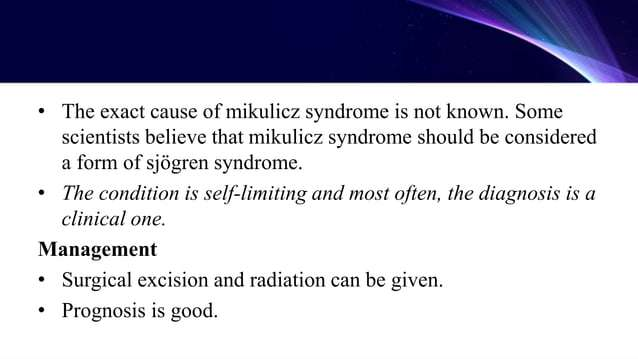 • The exact cause of mikulicz syndrome is not known. Some
scientists believe that mikulicz syndrome should be considered
a form of sjögren syndrome.
• The condition is self-limiting and most often, the diagnosis is a
clinical one.
Management
• Surgical excision and radiation can be given.
• Prognosis is good.